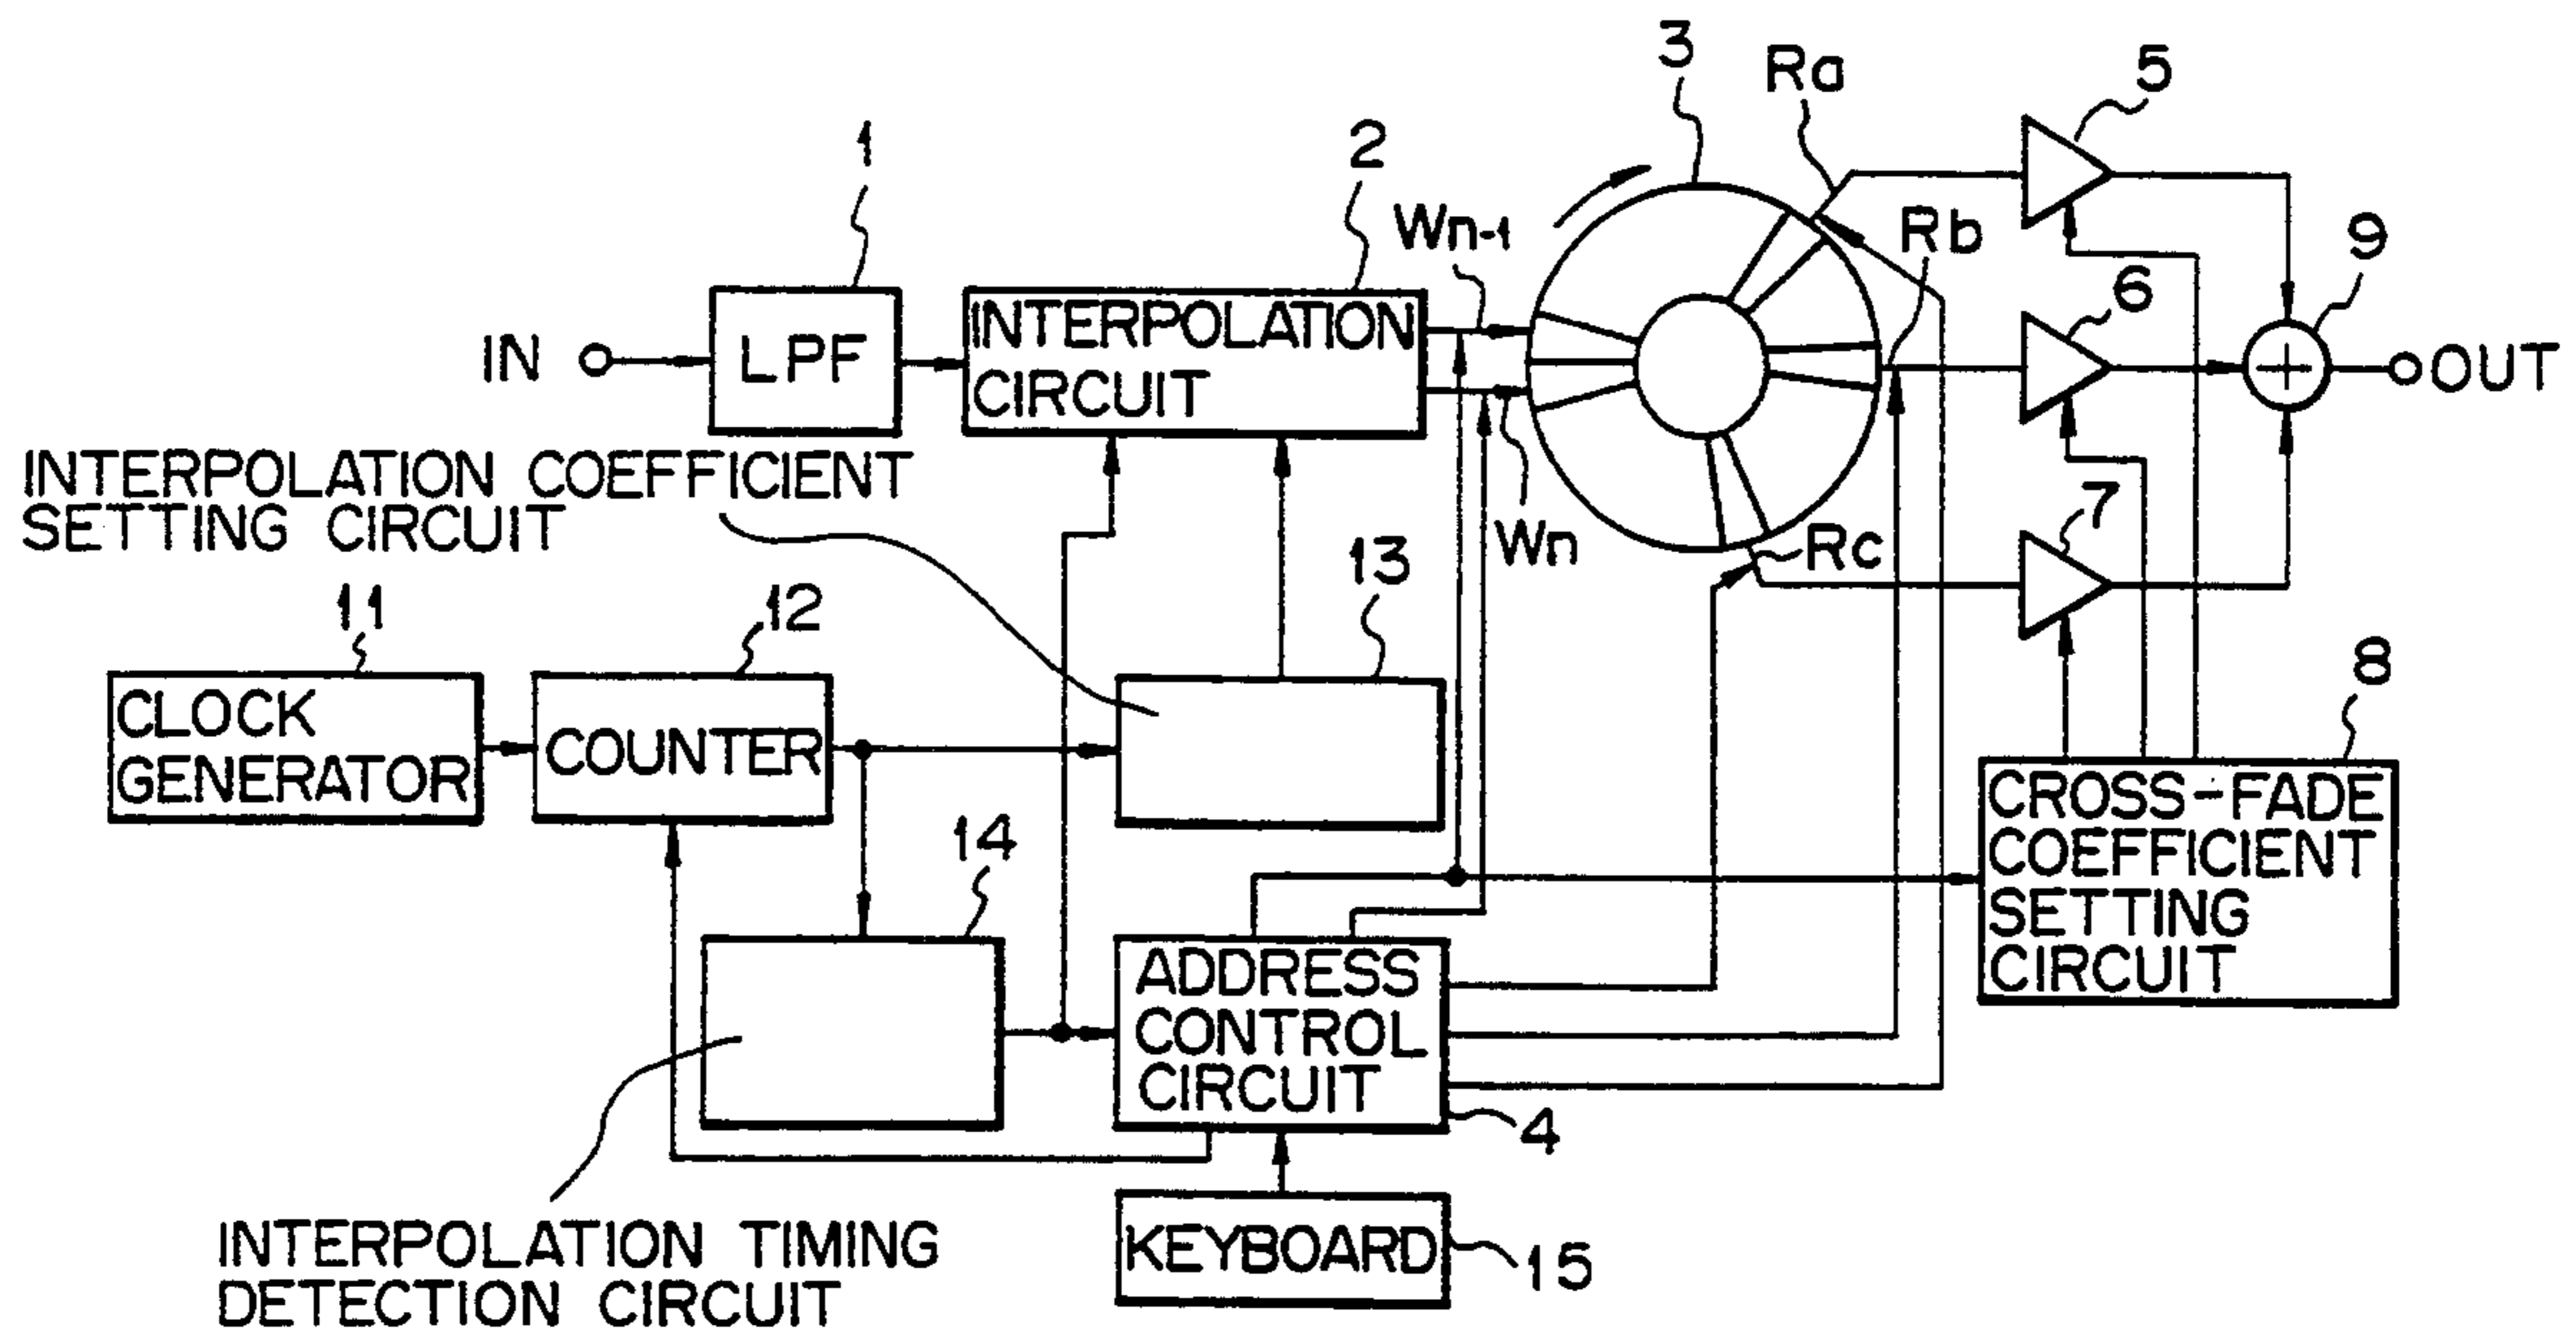 3
Ra
5
1
2
Wn-1
Rb
9
6
IN
LPF
INTERPOLATION
CIRCUIT
OUT
INTERPOLATION COEFFICIENT
SETTING CIRCUIT
Wn
Rc
7
11
12
13
8
CLOCK
GENERATOR
COUNTER
CROSS-FADE
COEFFICIENT
SETTING
CIRCUIT
14
ADDRESS
CONTROL
CIRCUIT
4
INTERPOLATION TIMING
DETECTION CIRCUIT
KEYBOARD
15